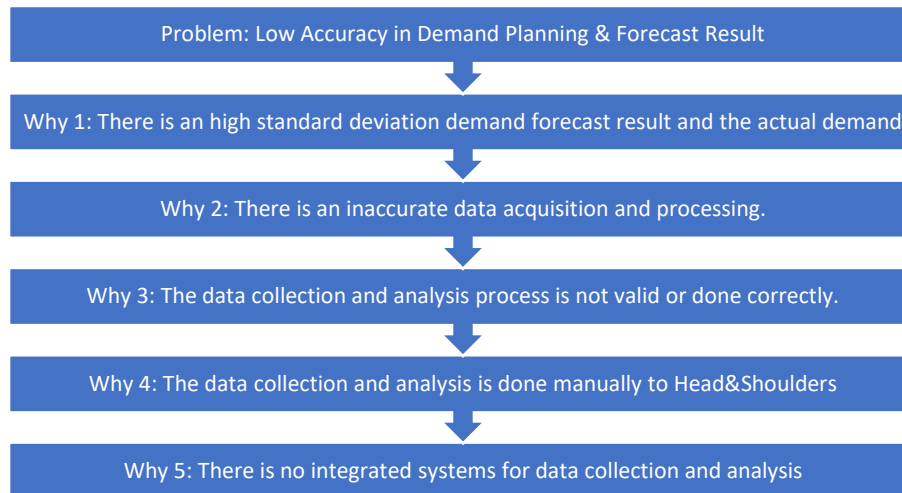 Problem: Low Accuracy in Demand Planning & Forecast Result
Why 1: There is an high standard deviation demand forecast result and the actual demand
Why 2: There is an inaccurate data acquisition and processing.
Why 3: The data collection and analysis process is not valid or done correctly.
Why 4: The data collection and analysis is done manually to Head&Shoulders
Why 5: There is no integrated systems for data collection and analysis